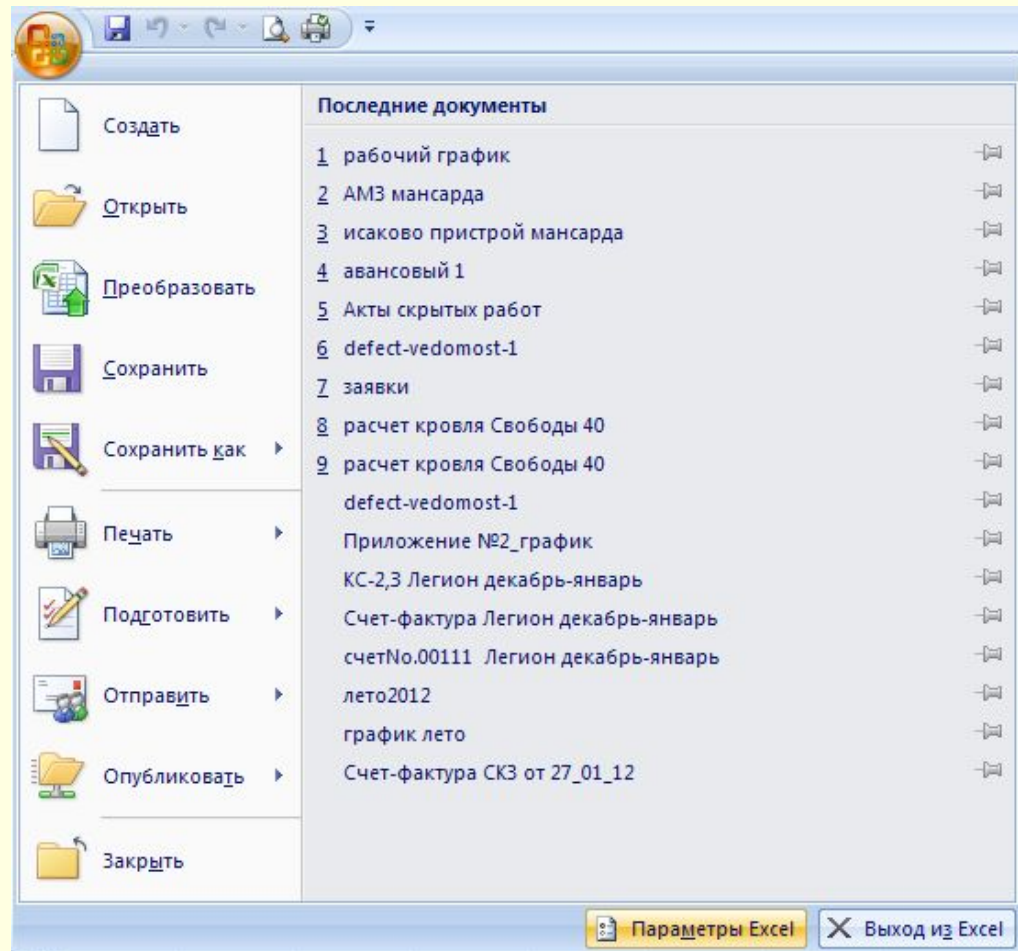 Создать
Открыть
Преобразовать
Сохранить
Сохранить как
Печать
Подготовить
Отправить
Опубликовать
Закрыть
Последние документы
1 рабочий график
2 АМЗ мансарда
3 исаково пристрой мансарда
4 авансовый 1
5 Акты скрытых работ
6 defect-vedomost-1
7 заявки
8 расчет кровля Свободы 40
9 расчет кровля Свободы 40
defect-vedomost-1
Приложение №2_график
КС-2,3 Легион декабрь-январь
Счет-фактура Легион декабрь-январь
счетNo.00111 Легион декабрь-январь
лето2012
график лето
Счет-фактура СКЗ от 27_01_12
Параметры Excel
Выход из Excel